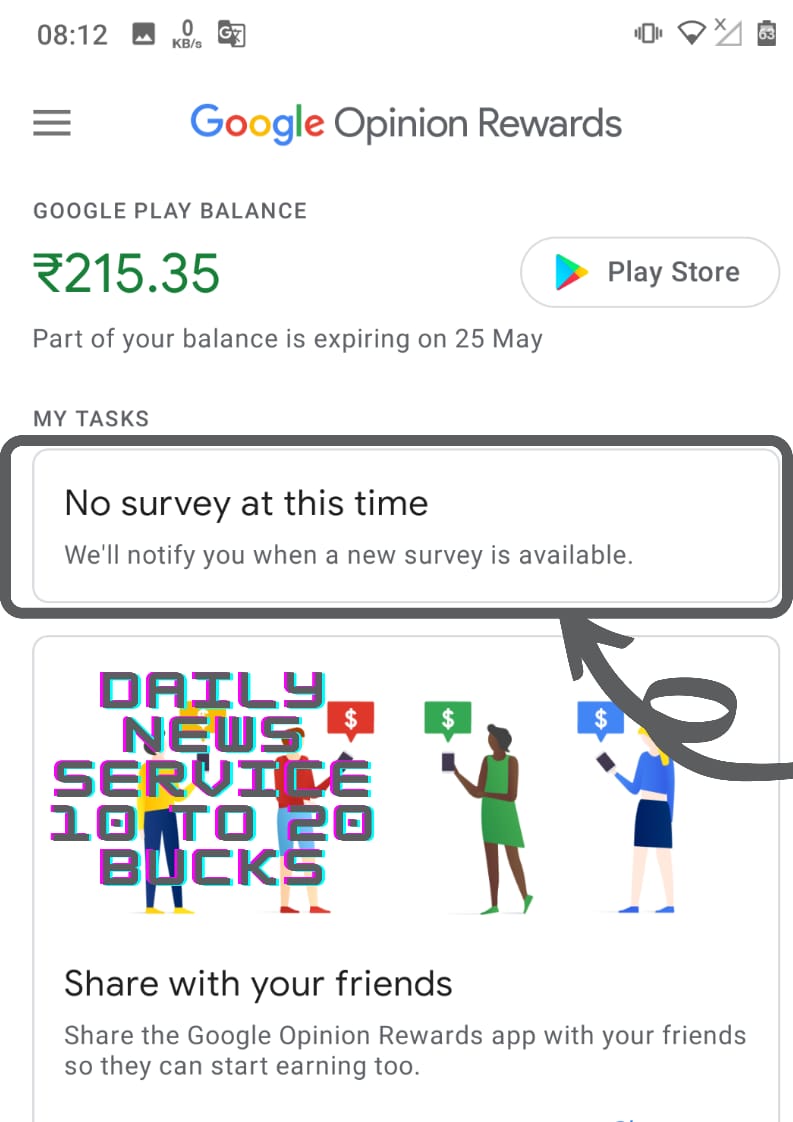 08:12 0 KB/s 63
Google Opinion Rewards
GOOGLE PLAY BALANCE
₹215.35
Play Store
Part of your balance is expiring on 25 May
MY TASKS
No survey at this time
We'll notify you when a new survey is available.
DAILY
NEWS
SERVICE
10 TO 20
BUCKS
$ $ $
Share with your friends
Share the Google Opinion Rewards app with your friends
so they can start earning too.